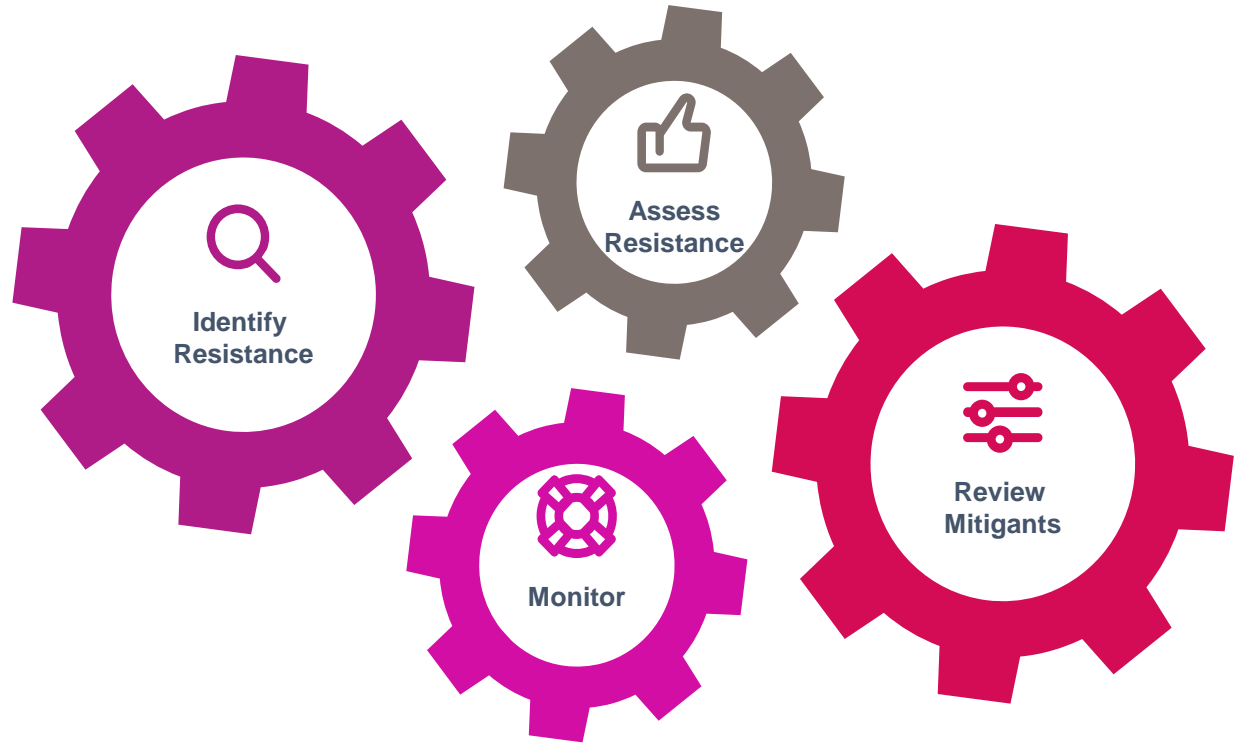 Identify
Resistance
Assess
Resistance
Review
Mitigants
Monitor